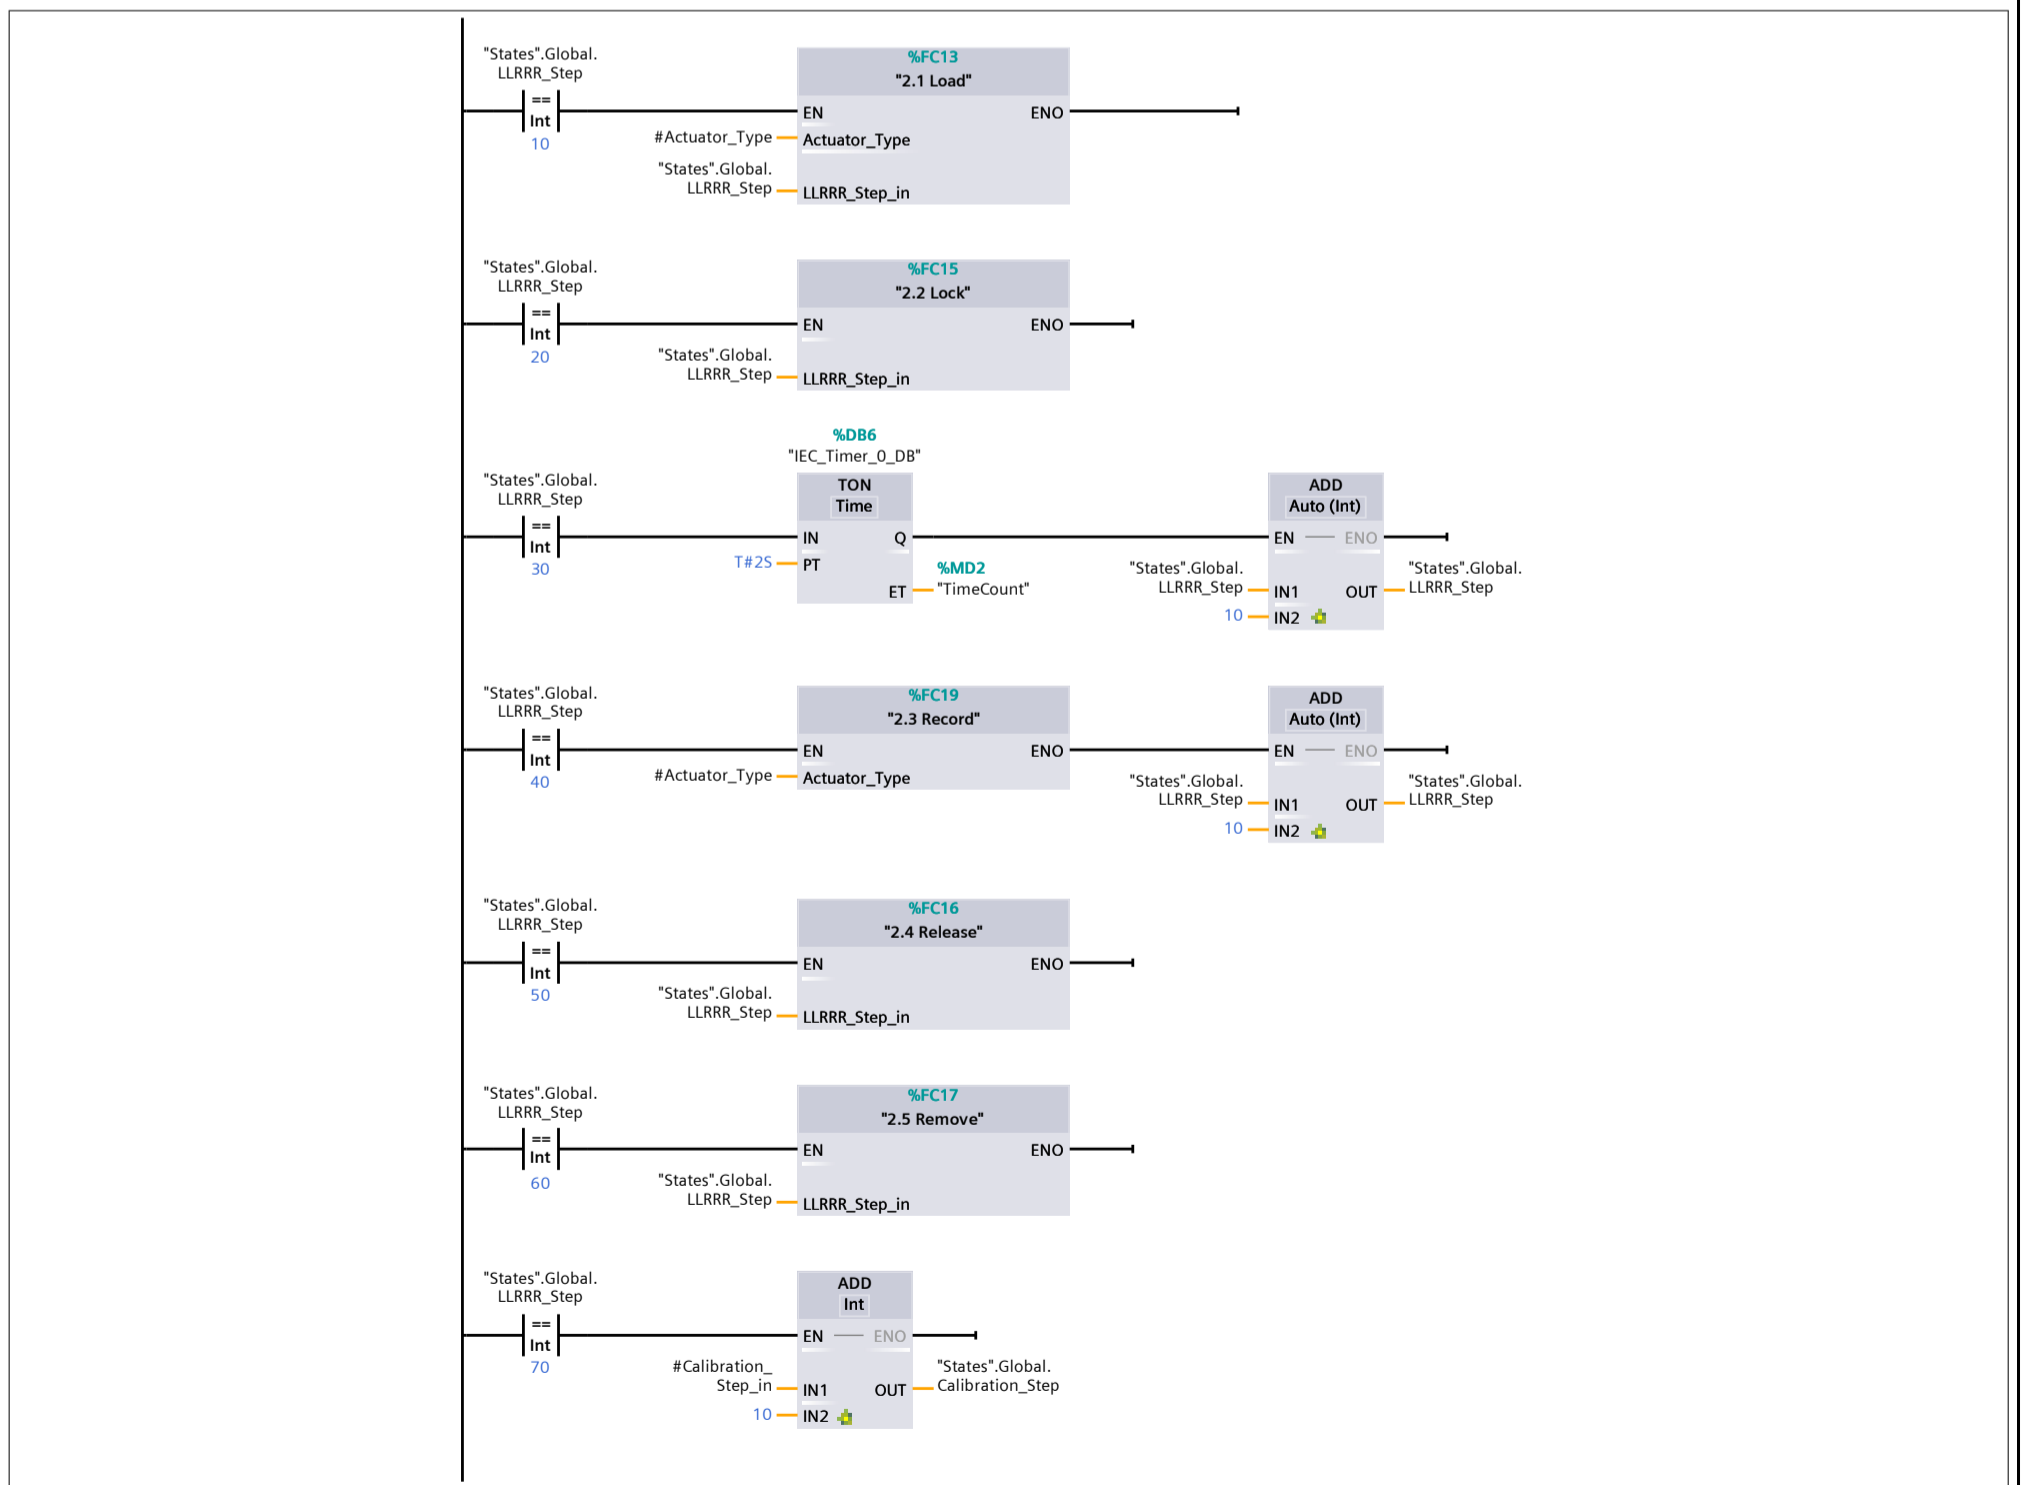 "States".Global.
LLRRR_Step
==
Int
10
%FC13
"2.1 Load"
EN
ENO
#Actuator_Type
Actuator_Type
"States".Global.
LLRRR_Step
LLRRR_Step_in
"States".Global.
LLRRR_Step
==
Int
20
%FC15
"2.2 Lock"
EN
ENO
"States".Global.
LLRRR_Step
LLRRR_Step_in
"States".Global.
LLRRR_Step
==
Int
30
%DB6
"IEC_Timer_0_DB"
TON
Time
IN
Q
T#2S
PT
ET
%MD2
"TimeCount"
ADD
Auto (Int)
EN
ENO
"States".Global.
LLRRR_Step
IN1
OUT
"States".Global.
LLRRR_Step
10
IN2
"States".Global.
LLRRR_Step
==
Int
40
%FC19
"2.3 Record"
EN
ENO
#Actuator_Type
Actuator_Type
ADD
Auto (Int)
EN
ENO
"States".Global.
LLRRR_Step
IN1
OUT
"States".Global.
LLRRR_Step
10
IN2
"States".Global.
LLRRR_Step
==
Int
50
%FC16
"2.4 Release"
EN
ENO
"States".Global.
LLRRR_Step
LLRRR_Step_in
"States".Global.
LLRRR_Step
==
Int
60
%FC17
"2.5 Remove"
EN
ENO
"States".Global.
LLRRR_Step
LLRRR_Step_in
"States".Global.
LLRRR_Step
==
Int
70
ADD
Int
EN
ENO
#Calibration_
Step_in
IN1
OUT
"States".Global.
Calibration_Step
10
IN2